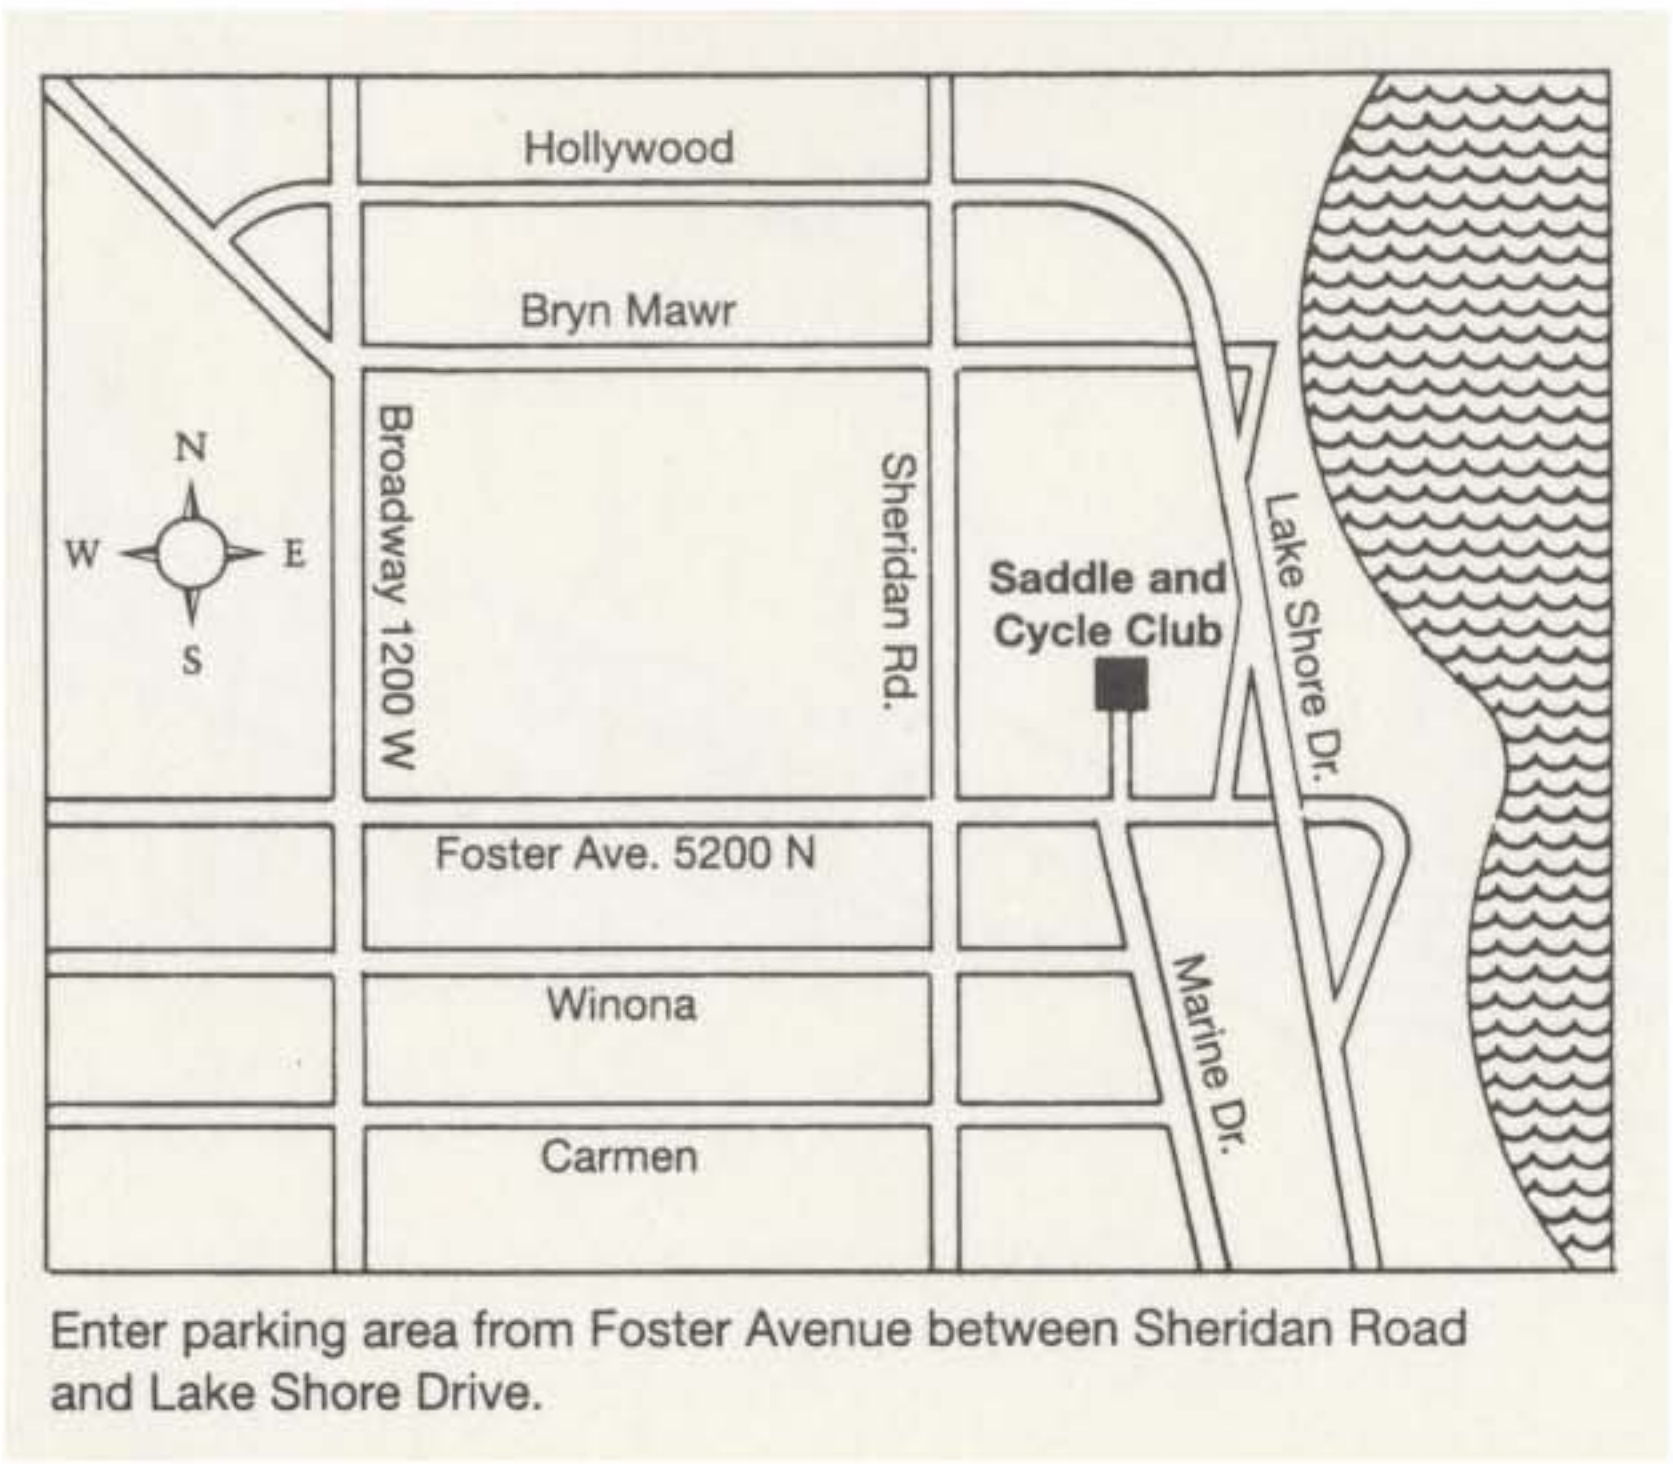 Hollywood
Bryn Mawr
Broadway 1200 W
Sheridan Rd.
N
W
E
S
Saddle and
Cycle Club
Lake Shore Dr.
Foster Ave. 5200 N
Winona
Marine Dr.
Carmen
Enter parking area from Foster Avenue between Sheridan Road
and Lake Shore Drive.